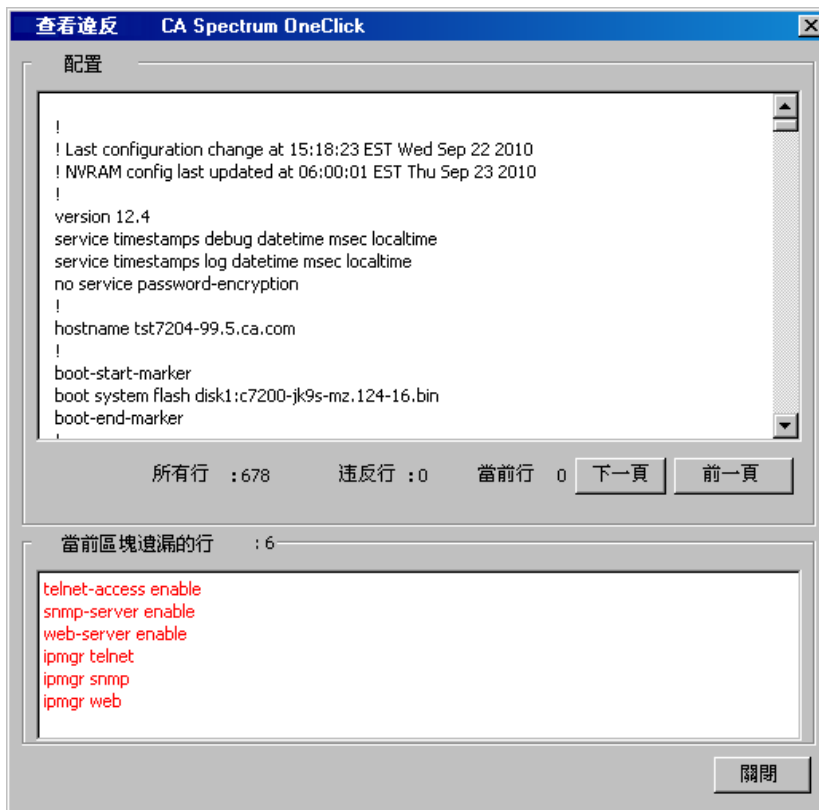 查看違反 CA Spectrum OneClick
配置
!
! Last configuration change at 15:18:23 EST Wed Sep 22 2010
! NVRAM config last updated at 06:00:01 EST Thu Sep 23 2010
!
version 12.4
service timestamps debug datetime msec localtime
service timestamps log datetime msec localtime
no service password-encryption
!
hostname tst7204-99.5.ca.com
!
boot-start-marker
boot system flash disk1:c7200-jk9s-mz.124-16.bin
boot-end-marker
!
所有行 :678 违反行 :0 當前行 0 下一頁 前一頁
當前區塊遺漏的行 :6
telnet-access enable
snmp-server enable
web-server enable
ipmgr telnet
ipmgr snmp
ipmgr web
關閉